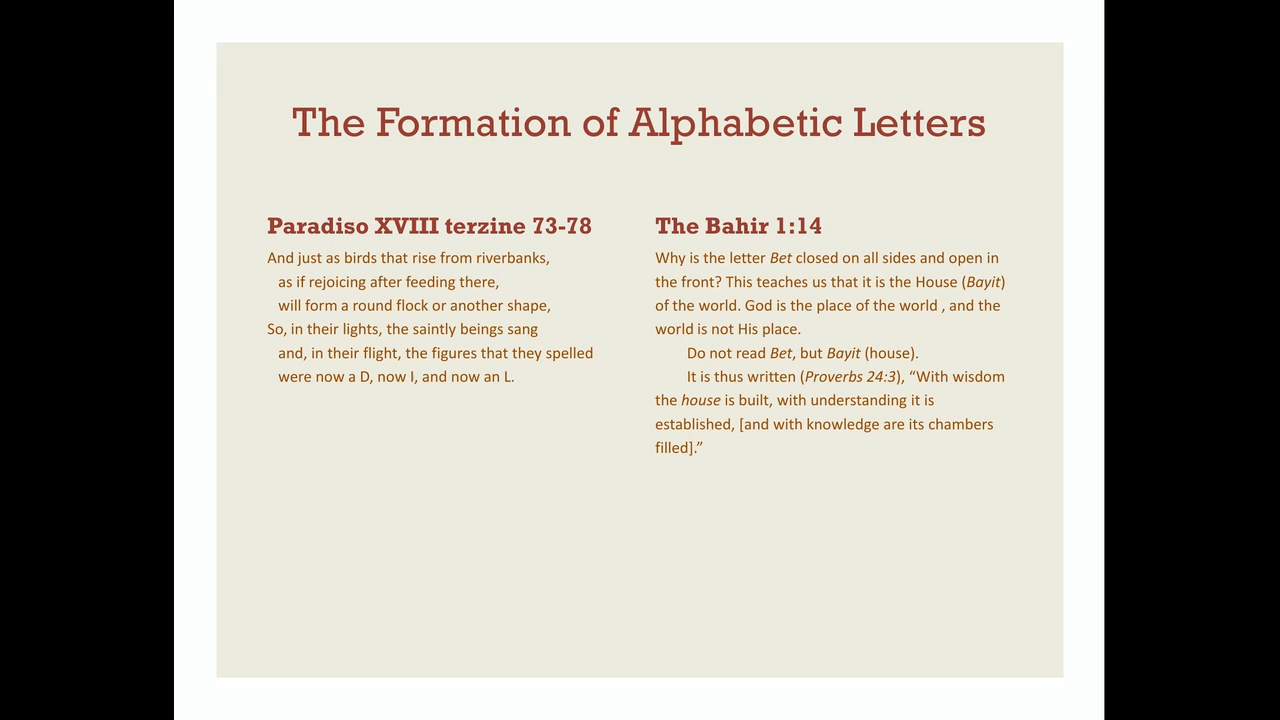 The Formation of Alphabetic Letters
Paradiso XVIII terzine 73-78
And just as birds that rise from riverbanks,
as if rejoicing after feeding there,
will form a round flock or another shape,
So, in their lights, the saintly beings sang
and, in their flight, the figures that they spelled
were now a D, now I, and now an L.
The Bahir 1:14
Why is the letter Bet closed on all sides and open in
the front? This teaches us that it is the House (Bayit)
of the world. God is the place of the world , and the
world is not His place.
Do not read Bet, but Bayit (house).
It is thus written (Proverbs 24:3), “With wisdom
the house is built, with understanding it is
established, [and with knowledge are its chambers
filled].”